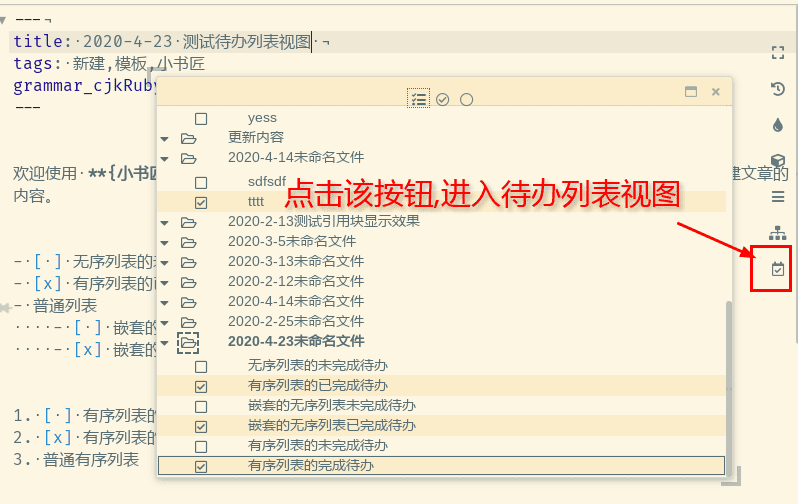 ---
title: 2020-4-23 测试待办列表视图
tags: 新建,模板,小书匠
grammar_cjkRuby
---
yess
更新内容
2020-4-14未命名文件
欢迎使用 **{小书
建文章的
内容。
sdfsdf
点击该按钮,进入待办列表视图
tttt
2020-2-13测试引用块显示效果
2020-3-5未命名文件
2020-3-13未命名文件
2020-2-12未命名文件
2020-4-14未命名文件
2020-2-25未命名文件
2020-4-23未命名文件
- [ ] 无序列表的
- [x] 有序列表的
- 普通列表
- [ ] 嵌套的
- [x] 嵌套的
无序列表的未完成待办
有序列表的已完成待办
嵌套的无序列表未完成待办
嵌套的无序列表已完成待办
有序列表的未完成待办
有序列表的完成待办
1. [ ] 有序列表的
2. [x] 有序列表的
3. 普通有序列表